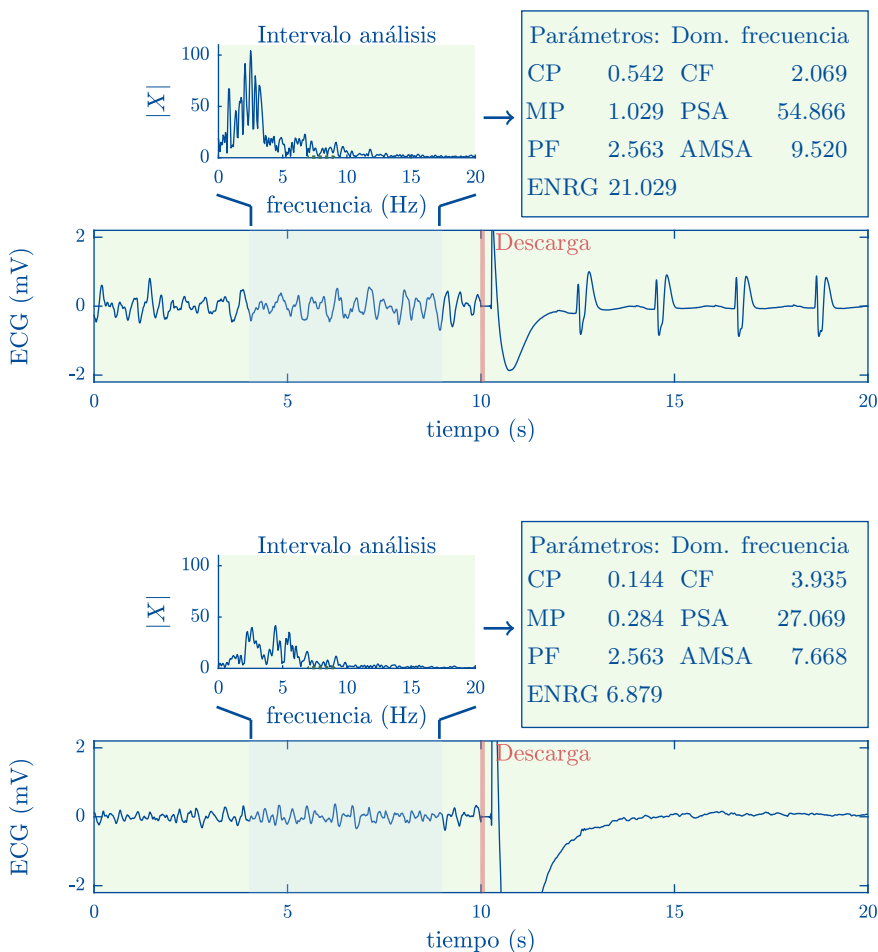 Intervalo análisis
|X|
100
50
0
0 5 10 15 20
frecuencia (Hz)
Parámetros: Dom. frecuencia
CP 0.542 CF 2.069
MP 1.029 PSA 54.866
PF 2.563 AMSA 9.520
ENRG 21.029
ECG (mV)
2
0
-2
Descarga
0 5 10 15 20
tiempo (s)
Intervalo análisis
|X|
100
50
0
0 5 10 15 20
frecuencia (Hz)
Parámetros: Dom. frecuencia
CP 0.144 CF 3.935
MP 0.284 PSA 27.069
PF 2.563 AMSA 7.668
ENRG 6.879
ECG (mV)
2
0
-2
Descarga
0 5 10 15 20
tiempo (s)